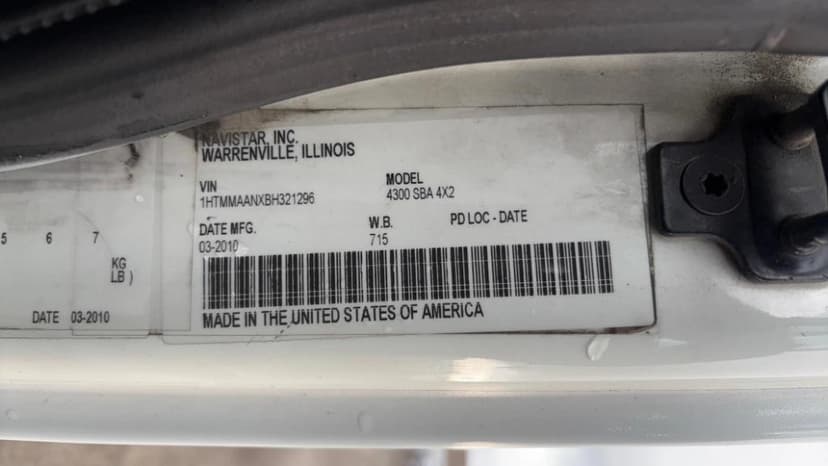 NAVISTAR, INC.
WARRENVILLE, ILLINOIS
VIN MODEL
1HTMMAANXBH321296 4300 SBA 4X2
DATE MFG. W.B. PD LOC - DATE
03-2010 715
MADE IN THE UNITED STATES OF AMERICA
5 6 7
KG
LB )
DATE 03-2010